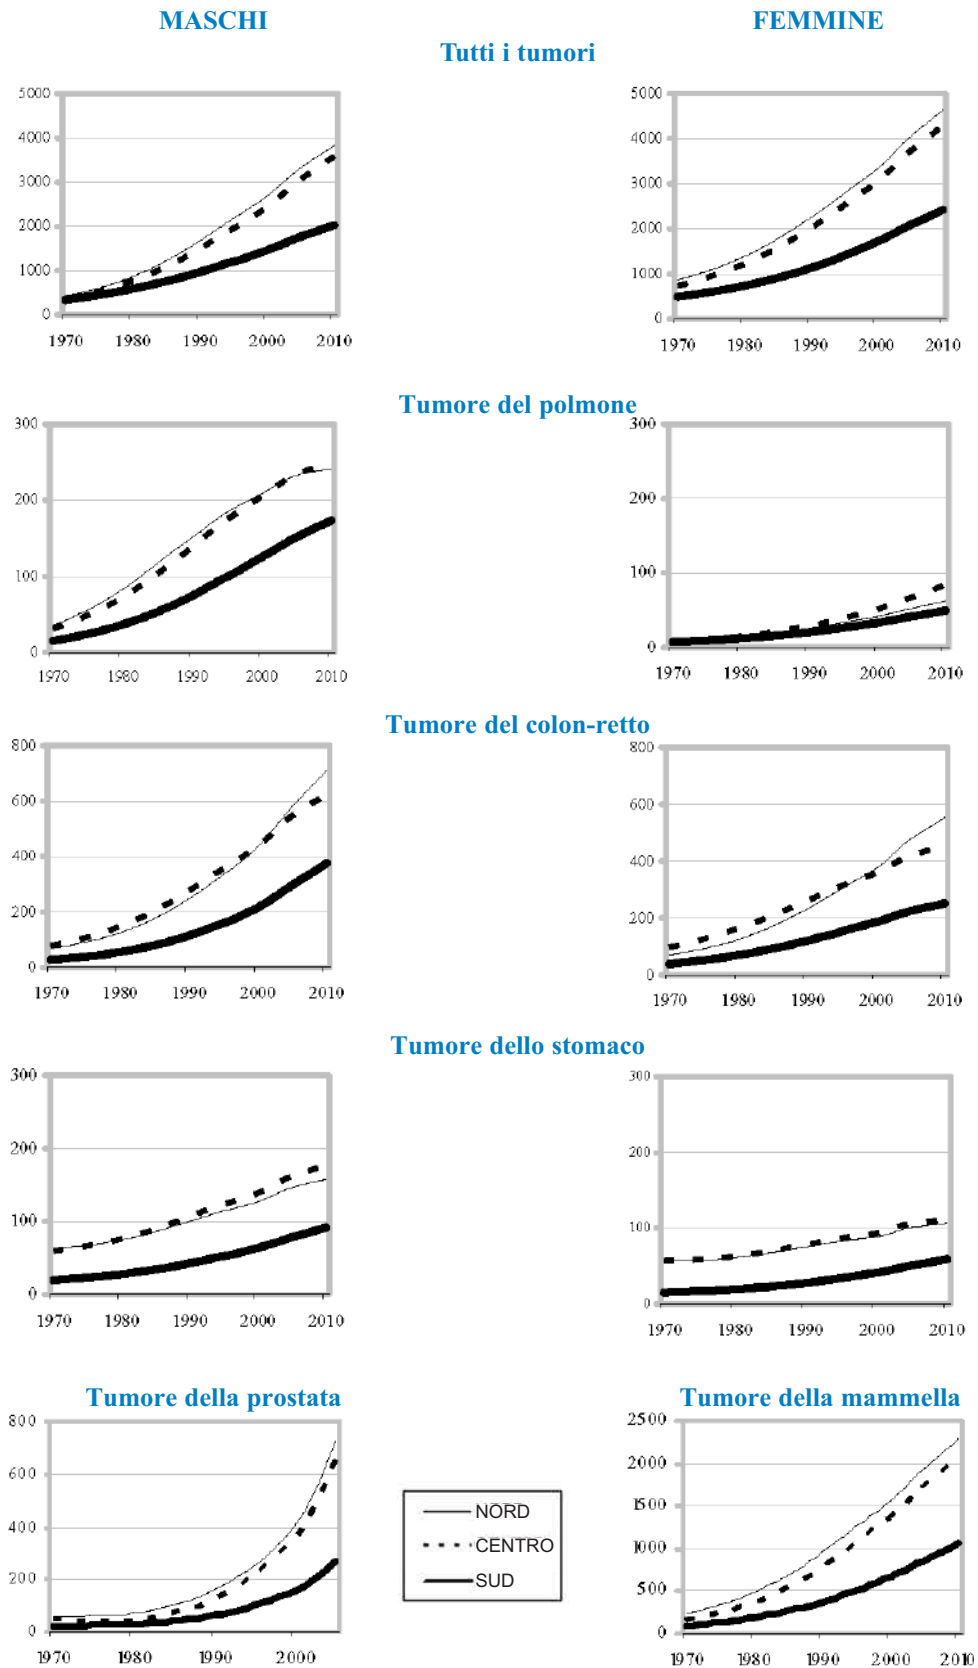 MASCHI FEMMINE
Tutti i tumori
5000
4000
3000
2000
1000
0
1970 1980 1990 2000 2010
5000
4000
3000
2000
1000
0
1970 1980 1990 2000 2010
Tumore del polmone
300
200
100
0
1970 1980 1990 2000 2010
300
200
100
0
1970 1980 1990 2000 2010
Tumore del colon-retto
800
600
400
200
0
1970 1980 1990 2000 2010
800
600
400
200
0
1970 1980 1990 2000 2010
Tumore dello stomaco
300
200
100
0
1970 1980 1990 2000 2010
300
200
100
0
1970 1980 1990 2000 2010
Tumore della prostata
800
600
400
200
0
1970 1980 1990 2000
NORD
CENTRO
SUD
Tumore della mammella
2500
2000
1500
1000
500
0
1970 1980 1990 2000 2010